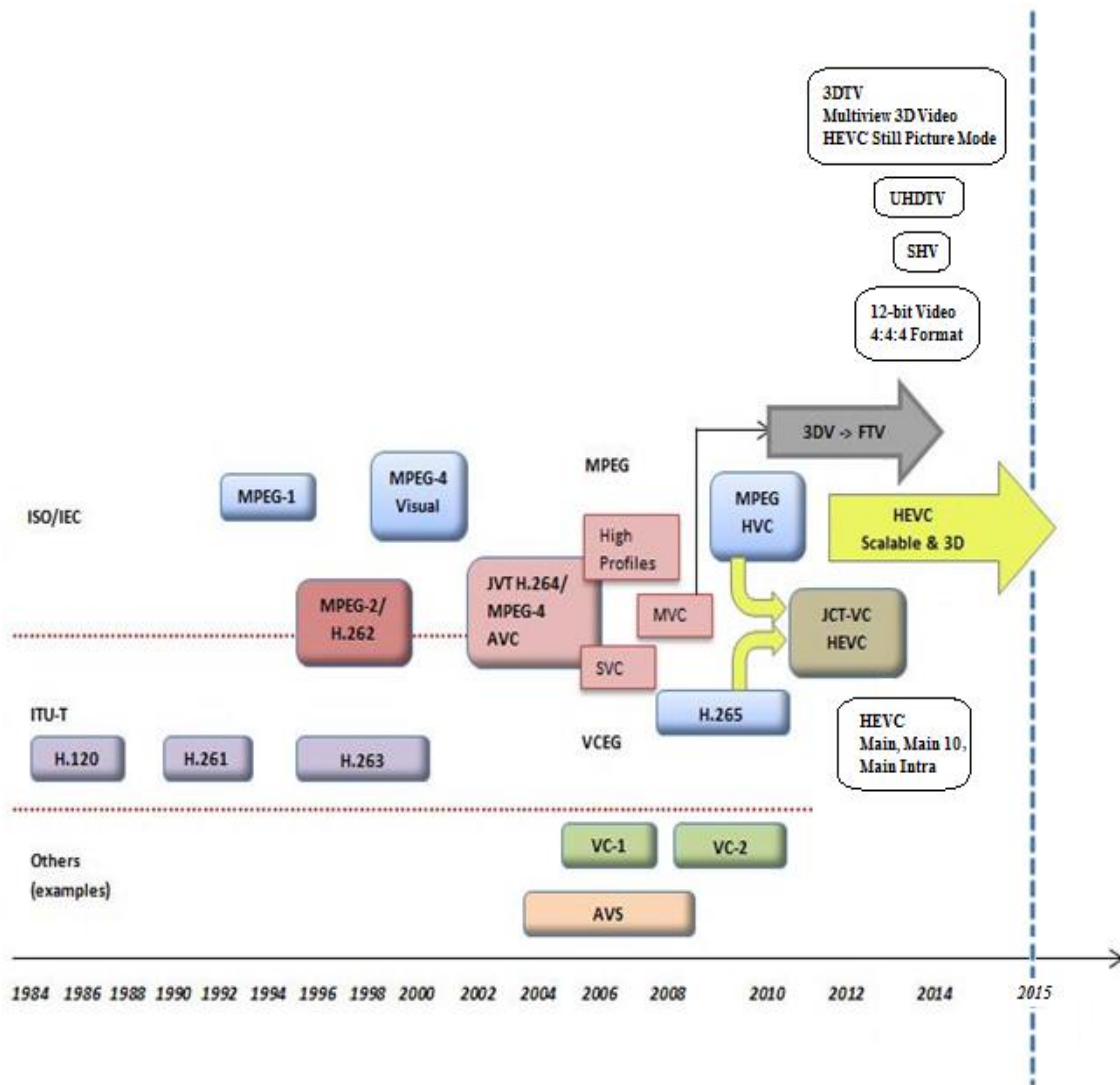 3DTV
Multiview 3D Video
HEVC Still Picture Mode
UHDTV
SHV
12-bit Video
4:4:4 Format
3DV -> FTV
MPEG
MPEG-1
MPEG-4
Visual
MPEG
HVC
HEVC
Scalable & 3D
ISO/IEC
High
Profiles
JVT H.264/
MPEG-4
AVC
MPEG-2/
H.262
MVC
JCT-VC
HEVC
SVC
ITU-T
H.265
VCEG
HEVC
Main, Main 10,
Main Intra
H.120
H.261
H.263
Others
(examples)
VC-1
VC-2
AVS
1984 1986 1988 1990 1992 1994 1996 1998 2000 2002 2004 2006 2008 2010 2012 2014 2015